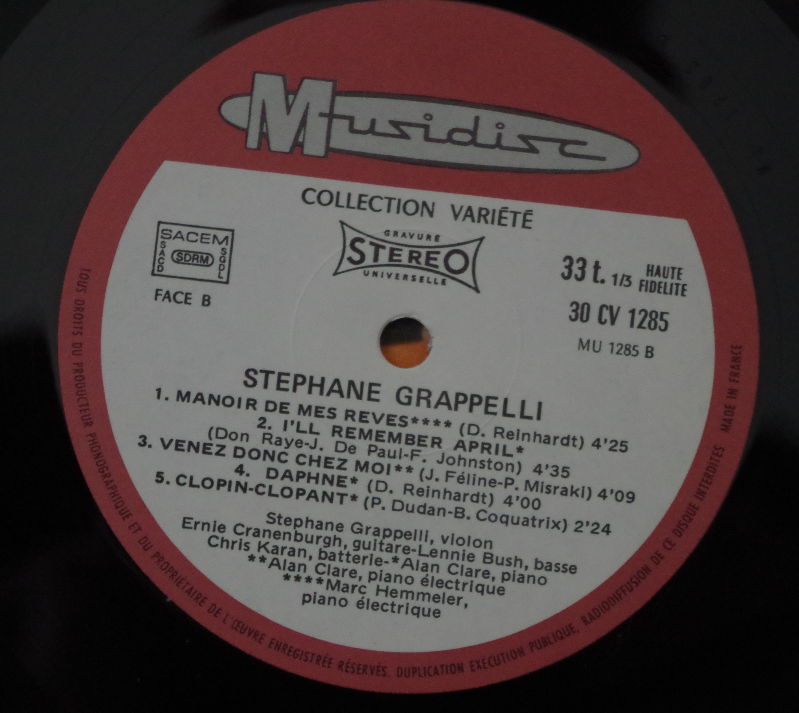 Musidisc
COLLECTION VARIÉTÉ
SACEM
SACD
SDRM
SGDL
GRAVURE
STEREO
UNIVERSELLE
33 t. 1/3 HAUTE FIDELITE
FACE B
30 CV 1285
MU 1285 B
STEPHANE GRAPPELLI
1. MANOIR DE MES REVES**** (D. Reinhardt) 4'25
2. I'LL REMEMBER APRIL*
(Don Raye-J. De Paul-F. Johnston) 4'35
3. VENEZ DONC CHEZ MOI** (J. Féline-P. Misraki) 4'09
4. DAPHNE* (D. Reinhardt) 4'00
5. CLOPIN-CLOPANT* (P. Dudan-B. Coquatrix) 2'24
Stephane Grappelli, violon
Ernie Cranenburgh, guitare-Lennie Bush, basse
Chris Karan, batterie-*Alan Clare, piano
**Alan Clare, piano électrique
****Marc Hemmeler,
piano électrique
TOUS DROITS DU PRODUCTEUR PHONOGRAPHIQUE ET DU PROPRIÉTAIRE DE L'ŒUVRE ENREGISTRÉE RÉSERVÉS. DUPLICATION EXÉCUTION PUBLIQUE, RADIODIFFUSION DE CE DISQUE INTERDITES MADE IN FRANCE